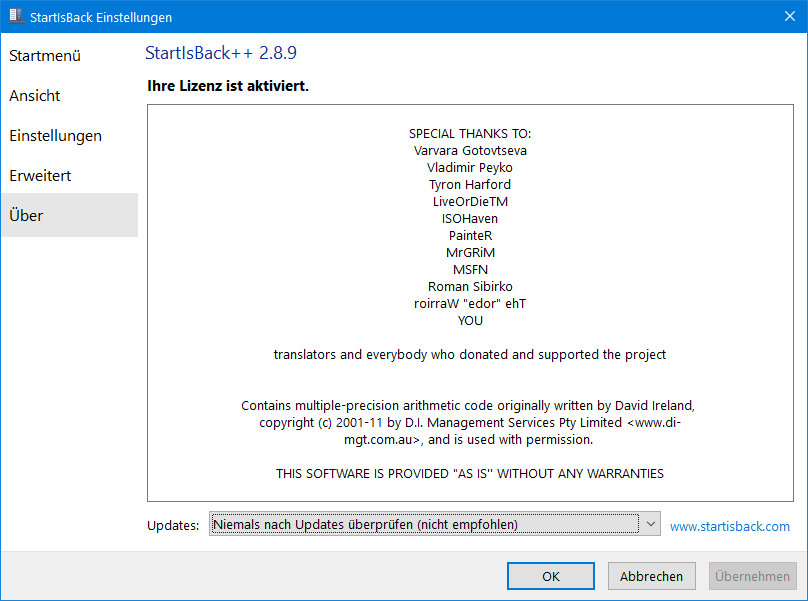 StartIsBack Einstellungen
Startmenü
Ansicht
Einstellungen
Erweitert
Über
StartIsBack++ 2.8.9
Ihre Lizenz ist aktiviert.
SPECIAL THANKS TO:
Varvara Gotovtseva
Vladimir Peyko
Tyron Harford
LiveOrDieTM
ISOHaven
PainteR
MrGRiM
MSFN
Roman Sibirko
roirraW "edor" ehT
YOU
translators and everybody who donated and supported the project
Contains multiple-precision arithmetic code originally written by David Ireland,
copyright (c) 2001-11 by D.I. Management Services Pty Limited <www.di-
mgt.com.au>, and is used with permission.
THIS SOFTWARE IS PROVIDED "AS IS" WITHOUT ANY WARRANTIES
Updates: Niemals nach Updates überprüfen (nicht empfohlen) www.startisback.com
OK Abbrechen Übernehmen